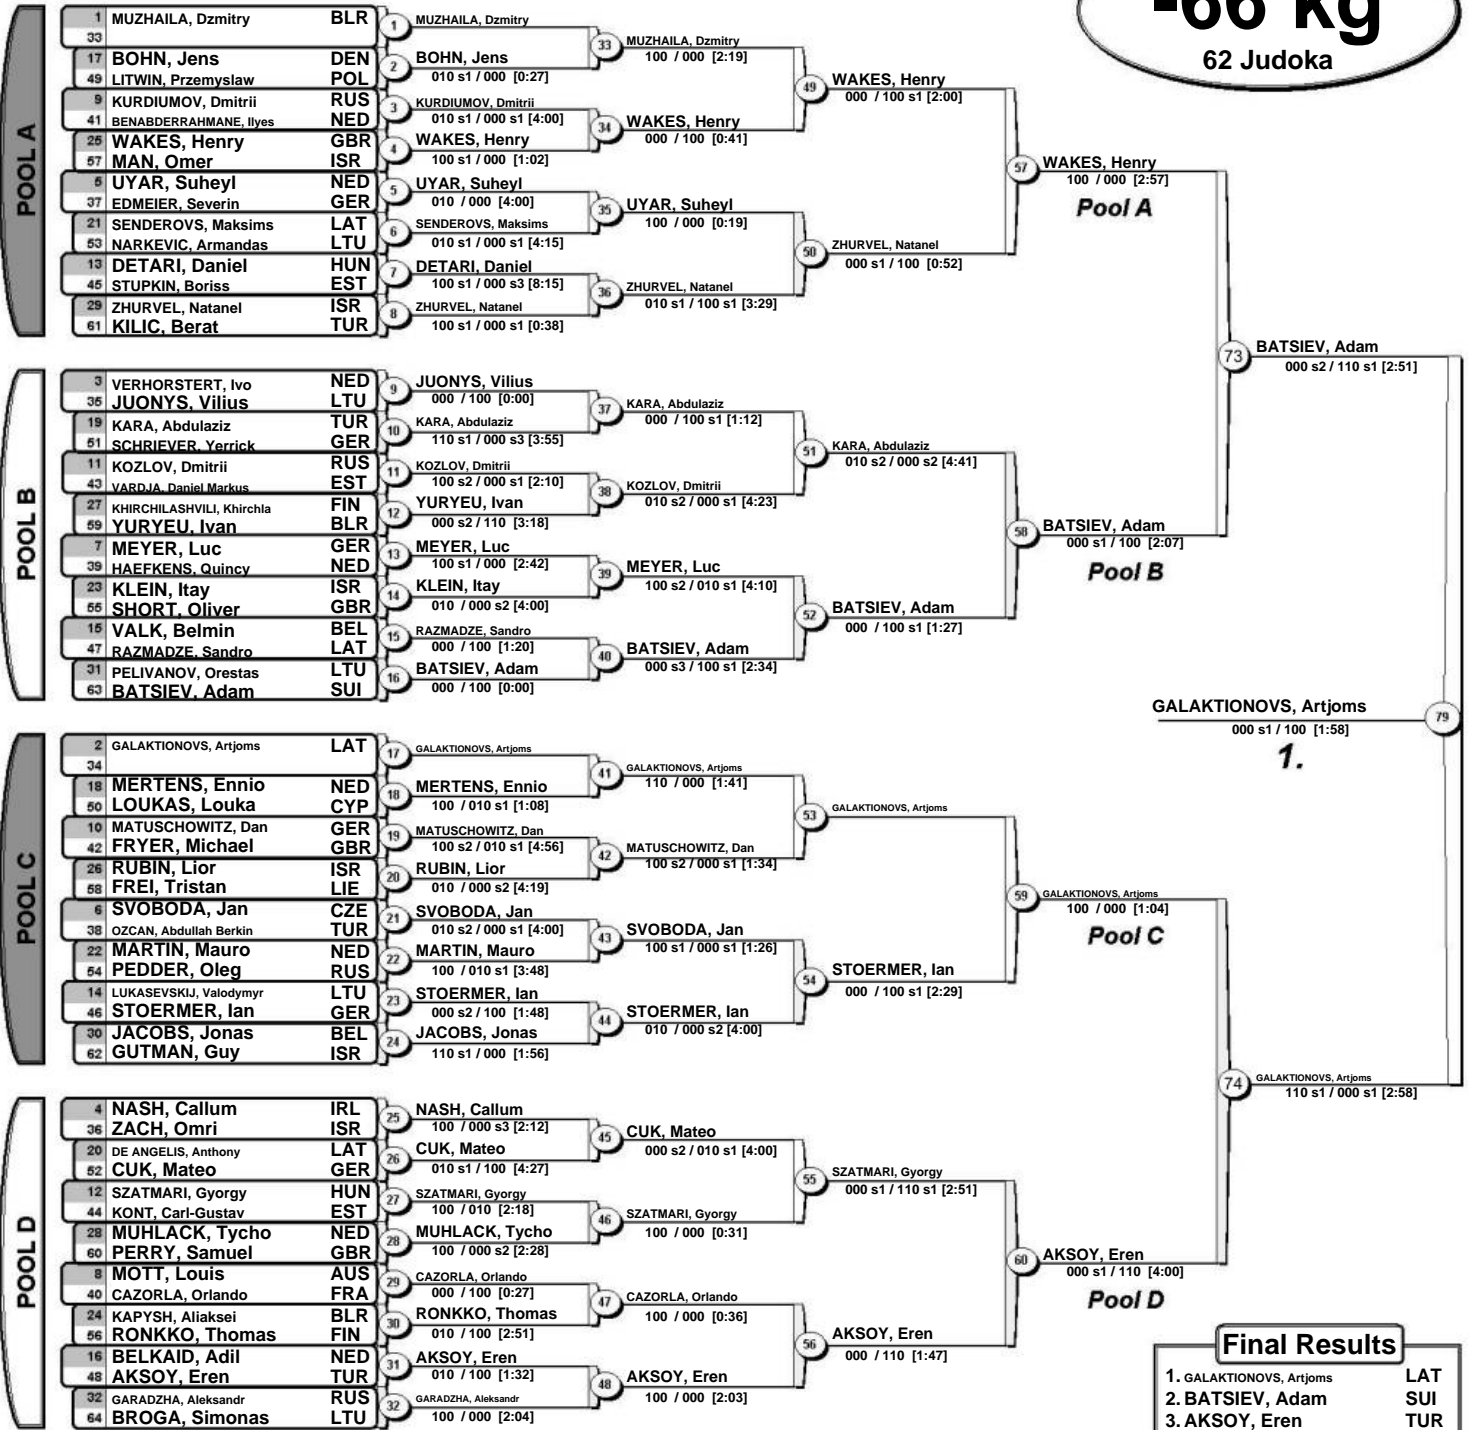 -66 kg
62 Judoka
POOL A
1 MUZHAILA, Dzmitry BLR
33
17 BOHN, Jens DEN
49 LITWIN, Przemyslaw POL
9 KURDIUMOV, Dmitrii RUS
41 BENABDERRAHMANE, Ilyes NED
25 WAKES, Henry GBR
57 MAN, Omer ISR
5 UYAR, Suheyl NED
37 EDMEIER, Severin GER
21 SENDEROVS, Maksims LAT
53 NARKEVIC, Armandas LTU
13 DETARI, Daniel HUN
45 STUPKIN, Boriss EST
29 ZHURVEL, Natanel ISR
61 KILIC, Berat TUR
1 MUZHAILA, Dzmitry
2 BOHN, Jens
010 s1 / 000 [0:27]
3 KURDIUMOV, Dmitrii
010 s1 / 000 s1 [4:00]
4 WAKES, Henry
100 s1 / 000 [1:02]
5 UYAR, Suheyl
010 / 000 [4:00]
6 SENDEROVS, Maksims
010 s1 / 000 s1 [4:15]
7 DETARI, Daniel
100 s1 / 000 s3 [8:15]
8 ZHURVEL, Natanel
100 s1 / 000 s1 [0:38]
33 MUZHAILA, Dzmitry
100 / 000 [2:19]
34 WAKES, Henry
000 / 100 [0:41]
35 UYAR, Suheyl
100 / 000 [0:19]
36 ZHURVEL, Natanel
010 s1 / 100 s1 [3:29]
49 WAKES, Henry
000 / 100 s1 [2:00]
50 ZHURVEL, Natanel
000 s1 / 100 [0:52]
57 WAKES, Henry
100 / 000 [2:57]
Pool A
POOL B
3 VERHORSTERT, Ivo NED
35 JUONYS, Vilius LTU
19 KARA, Abdulaziz TUR
51 SCHRIEVER, Yerrick GER
11 KOZLOV, Dmitrii RUS
43 VARDJA, Daniel Markus EST
27 KHIRCHILASHVILI, Khirchla FIN
59 YURYEU, Ivan BLR
7 MEYER, Luc GER
39 HAEFKENS, Quincy NED
23 KLEIN, Itay ISR
55 SHORT, Oliver GBR
15 VALK, Belmin BEL
47 RAZMADZE, Sandro LAT
31 PELIVANOV, Orestas LTU
63 BATSIEV, Adam SUI
9 JUONYS, Vilius
000 / 100 [0:00]
10 KARA, Abdulaziz
110 s1 / 000 s3 [3:55]
11 KOZLOV, Dmitrii
100 s2 / 000 s1 [2:10]
12 YURYEU, Ivan
000 s2 / 110 [3:18]
13 MEYER, Luc
100 s1 / 000 [2:42]
14 KLEIN, Itay
010 / 000 s2 [4:00]
15 RAZMADZE, Sandro
000 / 100 [1:20]
16 BATSIEV, Adam
000 / 100 [0:00]
37 KARA, Abdulaziz
000 / 100 s1 [1:12]
38 KOZLOV, Dmitrii
010 s2 / 000 s1 [4:23]
39 MEYER, Luc
100 s2 / 010 s1 [4:10]
40 BATSIEV, Adam
000 s3 / 100 s1 [2:34]
51 KARA, Abdulaziz
010 s2 / 000 s2 [4:41]
52 BATSIEV, Adam
000 / 100 s1 [1:27]
58 BATSIEV, Adam
000 s1 / 100 [2:07]
Pool B
73 BATSIEV, Adam
000 s2 / 110 s1 [2:51]
POOL C
2 GALAKTIONOVS, Artjoms LAT
34
18 MERTENS, Ennio NED
50 LOUKAS, Louka CYP
10 MATUSCHOWITZ, Dan GER
42 FRYER, Michael GBR
26 RUBIN, Lior ISR
58 FREI, Tristan LIE
6 SVOBODA, Jan CZE
38 OZCAN, Abdullah Berkin TUR
22 MARTIN, Mauro NED
54 PEDDER, Oleg RUS
14 LUKASEVSKIJ, Valodymyr LTU
46 STOERMER, Ian GER
30 JACOBS, Jonas BEL
62 GUTMAN, Guy ISR
17 GALAKTIONOVS, Artjoms
18 MERTENS, Ennio
100 / 010 s1 [1:08]
19 MATUSCHOWITZ, Dan
100 s2 / 010 s1 [4:56]
20 RUBIN, Lior
010 / 000 s2 [4:19]
21 SVOBODA, Jan
010 s2 / 000 s1 [4:00]
22 MARTIN, Mauro
100 / 010 s1 [3:48]
23 STOERMER, Ian
000 s2 / 100 [1:48]
24 JACOBS, Jonas
110 s1 / 000 [1:56]
41 GALAKTIONOVS, Artjoms
110 / 000 [1:41]
42 MATUSCHOWITZ, Dan
100 s2 / 000 s1 [1:34]
43 SVOBODA, Jan
100 s1 / 000 s1 [1:26]
44 STOERMER, Ian
010 / 000 s2 [4:00]
53 GALAKTIONOVS, Artjoms
54 STOERMER, Ian
000 / 100 s1 [2:29]
59 GALAKTIONOVS, Artjoms
100 / 000 [1:04]
Pool C
GALAKTIONOVS, Artjoms 79
000 s1 / 100 [1:58]
1.
POOL D
4 NASH, Callum IRL
36 ZACH, Omri ISR
20 DE ANGELIS, Anthony LAT
52 CUK, Mateo GER
12 SZATMARI, Gyorgy HUN
44 KONT, Carl-Gustav EST
28 MUHLACK, Tycho NED
60 PERRY, Samuel GBR
8 MOTT, Louis AUS
40 CAZORLA, Orlando FRA
24 KAPYSH, Aliaksei BLR
56 RONKKO, Thomas FIN
16 BELKAID, Adil NED
48 AKSOY, Eren TUR
32 GARADZHA, Aleksandr RUS
64 BROGA, Simonas LTU
25 NASH, Callum
100 / 000 s3 [2:12]
26 CUK, Mateo
010 s1 / 100 [4:27]
27 SZATMARI, Gyorgy
100 / 010 [2:18]
28 MUHLACK, Tycho
100 / 000 s2 [2:28]
29 CAZORLA, Orlando
000 / 100 [0:27]
30 RONKKO, Thomas
010 / 100 [2:51]
31 AKSOY, Eren
010 / 100 [1:32]
32 GARADZHA, Aleksandr
100 / 000 [2:04]
45 CUK, Mateo
000 s2 / 010 s1 [4:00]
46 SZATMARI, Gyorgy
100 / 000 [0:31]
47 CAZORLA, Orlando
100 / 000 [0:36]
48 AKSOY, Eren
100 / 000 [2:03]
55 SZATMARI, Gyorgy
000 s1 / 110 s1 [2:51]
56 AKSOY, Eren
000 / 110 [1:47]
60 AKSOY, Eren
000 s1 / 110 [4:00]
Pool D
74 GALAKTIONOVS, Artjoms
110 s1 / 000 s1 [2:58]
Final Results
1. GALAKTIONOVS, Artjoms LAT
2. BATSIEV, Adam SUI
3. AKSOY, Eren TUR